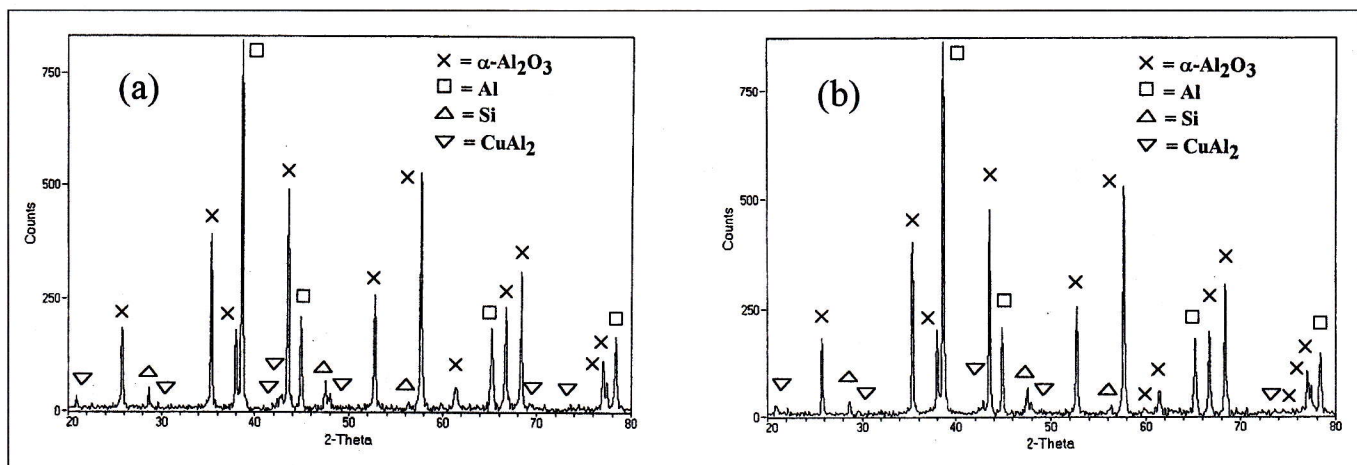 (a)
× = α-Al2O3
□ = Al
△ = Si
▽ = CuAl2
Counts
750
500
250
0
20 30 40 50 60 70 80
2-Theta
(b)
× = α-Al2O3
□ = Al
△ = Si
▽ = CuAl2
Counts
750
500
250
0
20 30 40 50 60 70 80
2-Theta